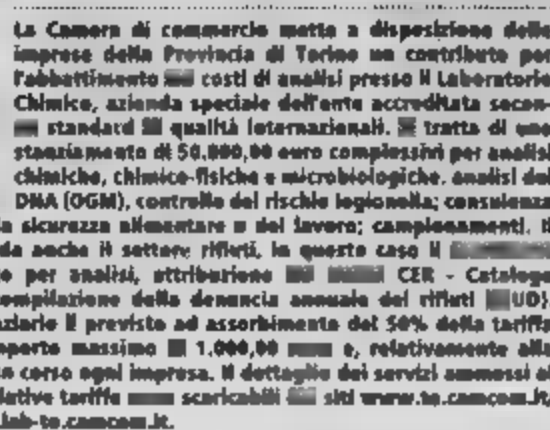 La Camera di commercio mette a disposizione delle
imprese della Provincia di Torino un contributo per
l'abbattimento costi di analisi presso il Laboratorio
Chimico, azienda speciale dell'ente accreditata secon-
standard qualità internazionali. tratta di uno
stanziamento di 50.000,00 euro complessivi per analisi
chimiche, chimico-fisiche e microbiologiche, analisi del
DNA (OGM), controllo del rischio legionella; consulenza
sicurezza alimentare e del lavoro; campionamenti.
anche il settore rifiuti, in questo caso il
per analisi, attribuzione CER - Catalogo
compilazione della denuncia annuale dei rifiuti UD)
il previsto ad assorbimento del 50% della tariffa
massimo 1.000,00 e, relativamente alla
corso ogni impresa. Il dettaglio dei servizi ammessi al
tariffe scaricabili siti www.to.camcom.it.
lab-to.camcom.it.